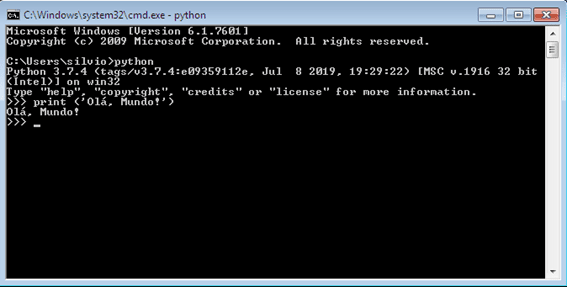 C:\Windows\system32\cmd.exe - python
Microsoft Windows [Version 6.1.7601]
Copyright (c) 2009 Microsoft Corporation.  All rights reserved.
C:\Users\silvio>python
Python 3.7.4 (tags/v3.7.4:e09359112e, Jul  8 2019, 19:29:22) [MSC v.1916 32 bit
(Intel)] on win32
Type "help", "copyright", "credits" or "license" for more information.
>>> print ('Olá, Mundo!')
Olá, Mundo!
>>> _